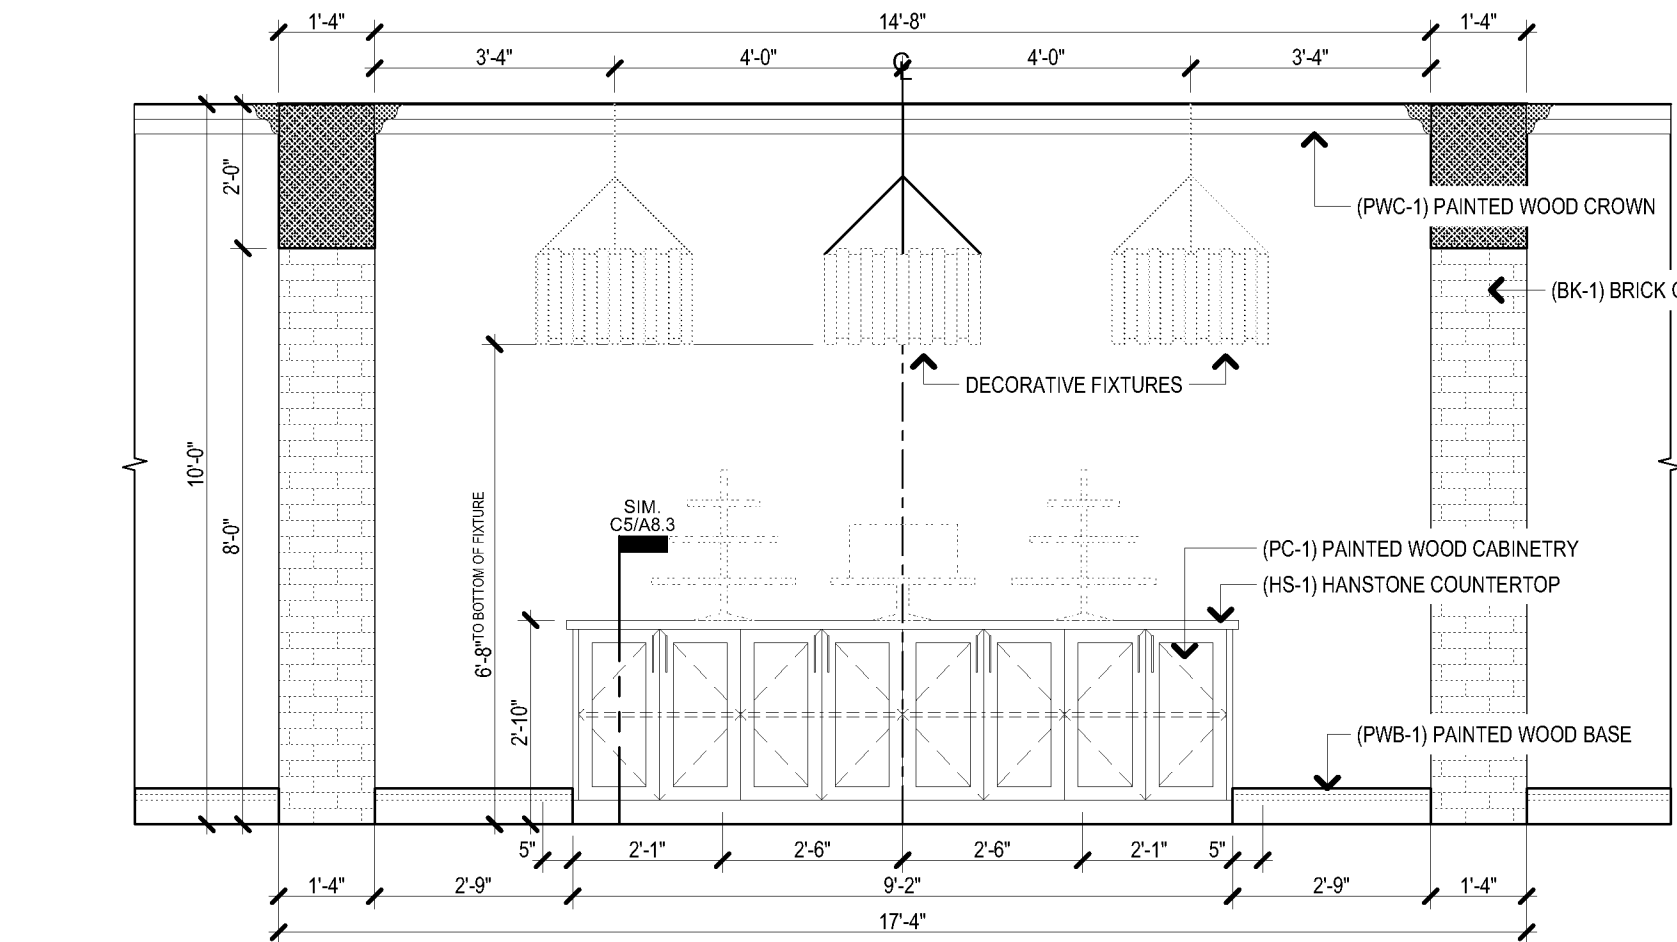 1'-4" 14'-8" 1'-4"
3'-4" 4'-0" CL 4'-0" 3'-4"
2'-0"
(PWC-1) PAINTED WOOD CROWN
(BK-1) BRICK
DECORATIVE FIXTURES
10'-0"
8'-0"
6'-8" TO BOTTOM OF FIXTURE
SIM.
C5/A8.3
(PC-1) PAINTED WOOD CABINETRY
(HS-1) HANSTONE COUNTERTOP
2'-10"
(PWB-1) PAINTED WOOD BASE
5" 2'-1" 2'-6" 2'-6" 2'-1" 5"
1'-4" 2'-9" 9'-2" 2'-9" 1'-4"
17'-4"